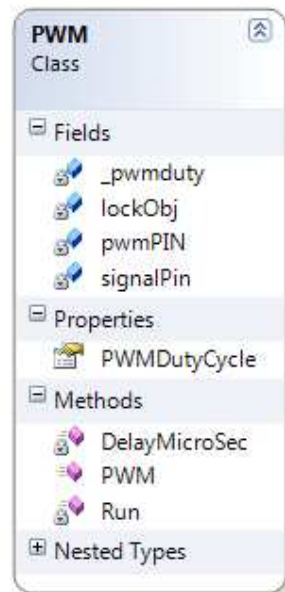 PWM
Class
Fields
_pwmduty
lockObj
pwmPIN
signalPin
Properties
PWMDutyCycle
Methods
DelayMicroSec
PWM
Run
Nested Types